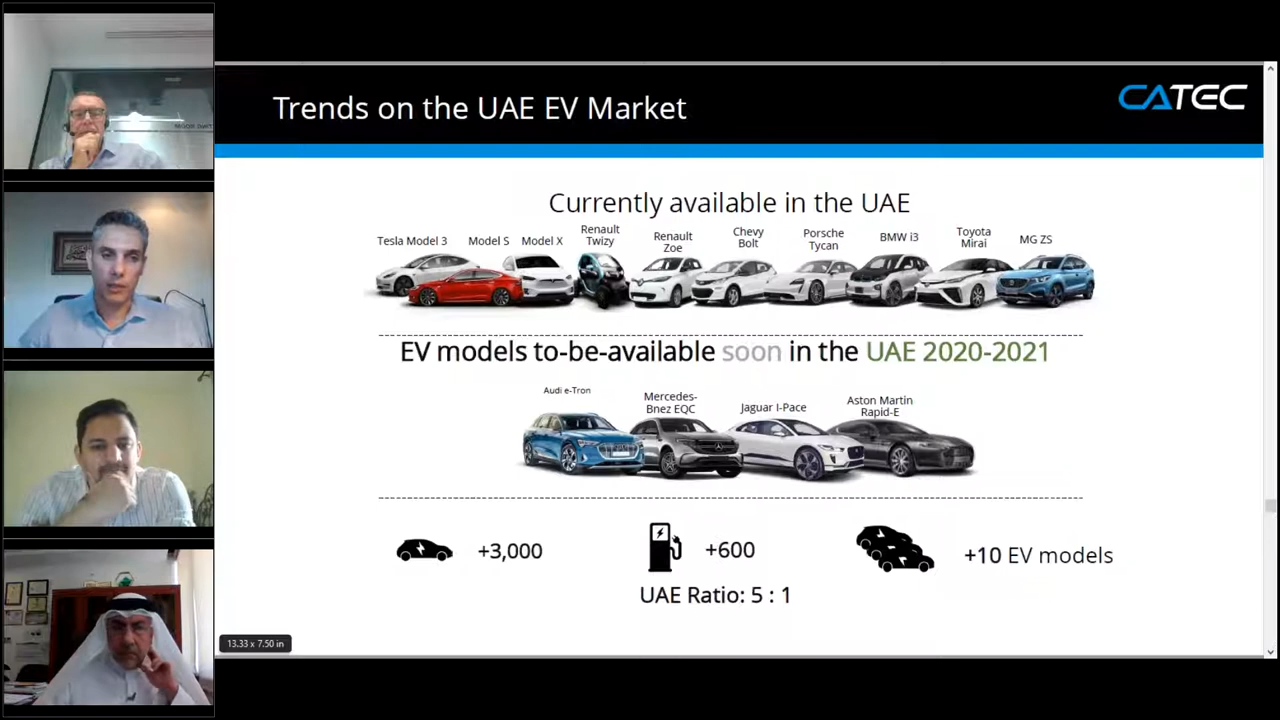 Trends on the UAE EV Market
CATEC
Currently available in the UAE
Tesla Model 3
Model S
Model X
Renault
Twizy
Renault
Zoe
Chevy
Bolt
Porsche
Tycan
BMW i3
Toyota
Mirai
MG ZS
EV models to-be-available soon in the UAE 2020-2021
Audi e-Tron
Mercedes-
Bnez EQC
Jaguar I-Pace
Aston Martin
Rapid-E
+3,000
+600
+10 EV models
UAE Ratio: 5 : 1
13.33 x 7.50 in